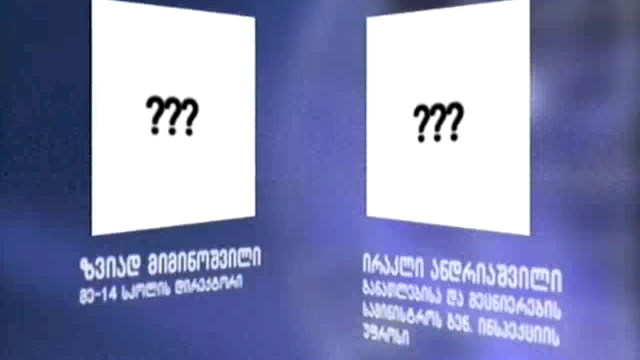 ???
ზვიად მიმინოშვილი
მე-14 სკოლის დირექტორი
???
ირაკლი ანდრიაშვილი
განათლებისა და მეცნიერების
სამინისტროს გენ. ინსპექციის
უფროსი